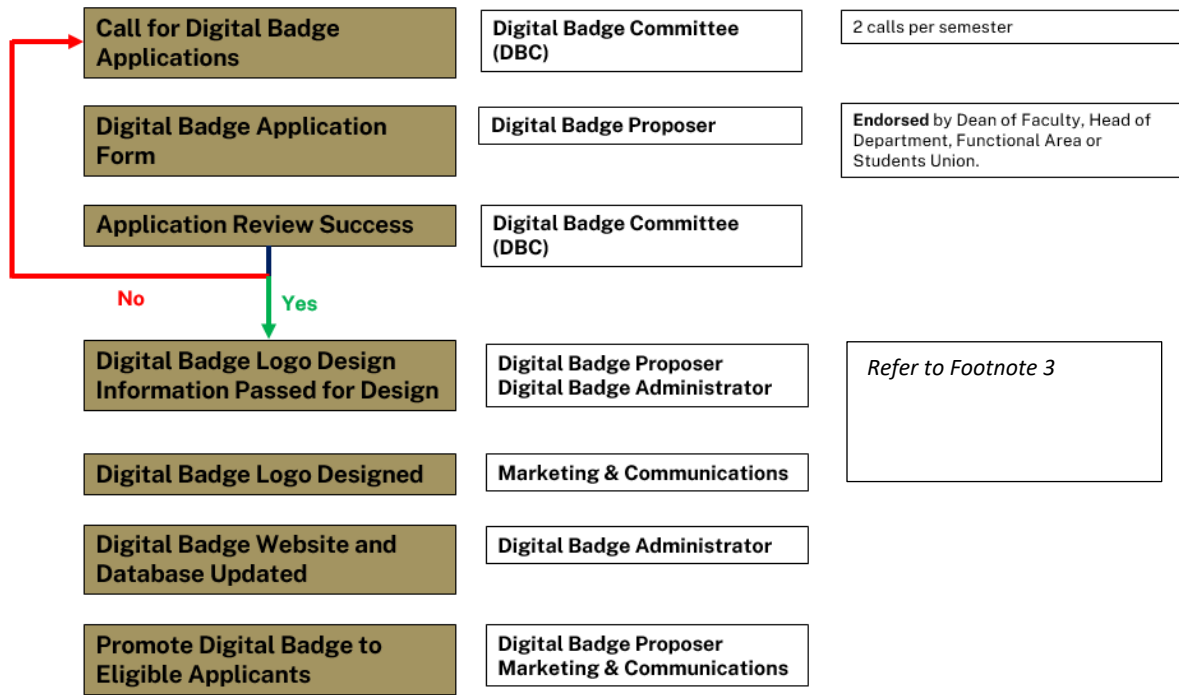 Call for Digital Badge
Applications
Digital Badge Committee
(DBC)
2 calls per semester
Digital Badge Application
Form
Digital Badge Proposer
Endorsed by Dean of Faculty, Head of
Department, Functional Area or
Students Union.
Application Review Success
Digital Badge Committee
(DBC)
No
Yes
Digital Badge Logo Design
Information Passed for Design
Digital Badge Proposer
Digital Badge Administrator
Refer to Footnote 3
Digital Badge Logo Designed
Marketing & Communications
Digital Badge Website and
Database Updated
Digital Badge Administrator
Promote Digital Badge to
Eligible Applicants
Digital Badge Proposer
Marketing & Communications